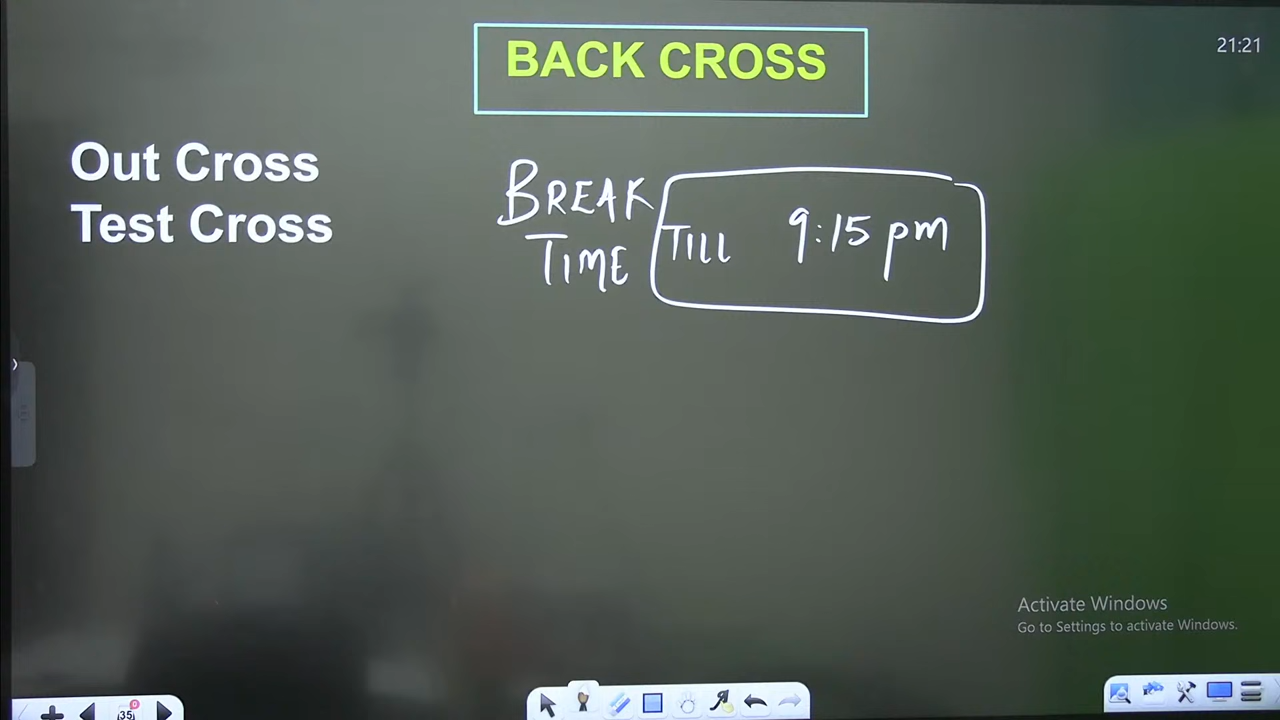 BACK CROSS
21:21
Out Cross
Test Cross
BREAK
TIME
TILL 9:15 pm
Activate Windows
Go to Settings to activate Windows.
35